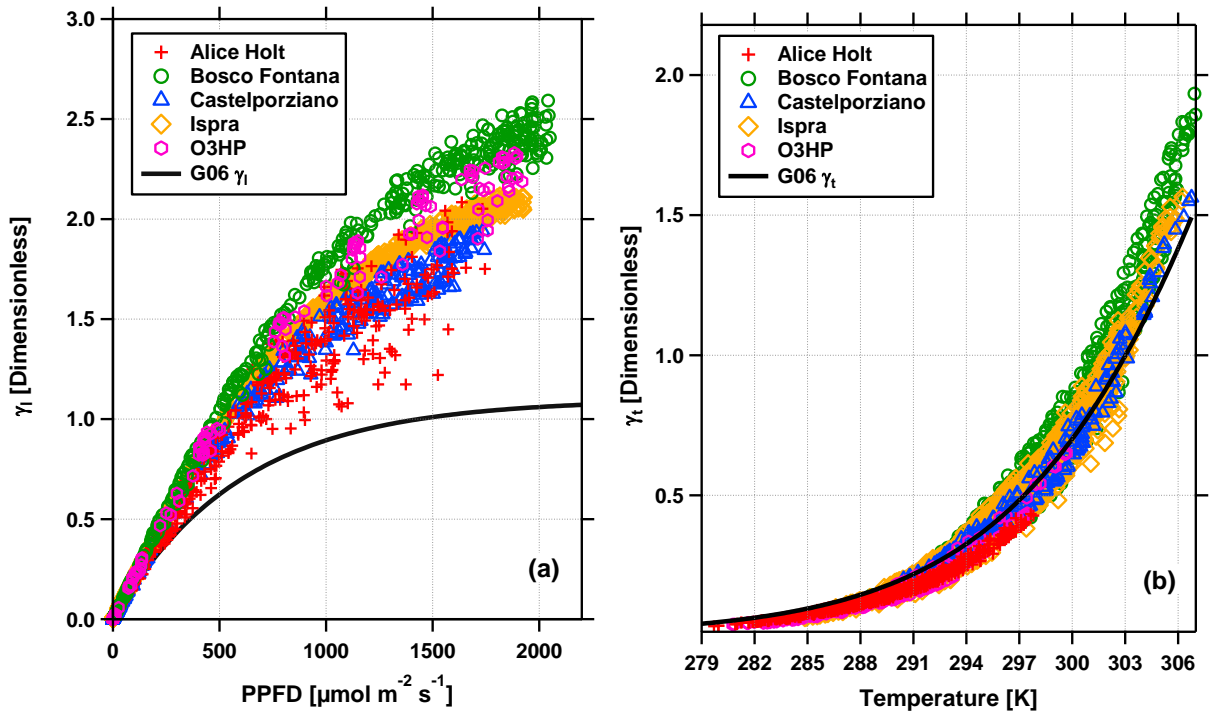 3.0
2.5
2.0
1.5
1.0
0.5
0.0
γl [Dimensionless]
Alice Holt
Bosco Fontana
Castelporziano
Ispra
O3HP
G06 γl
(a)
0 500 1000 1500 2000
PPFD [µmol m⁻² s⁻¹]
2.0
1.5
1.0
0.5
γt [Dimensionless]
Alice Holt
Bosco Fontana
Castelporziano
Ispra
O3HP
G06 γt
(b)
279 282 285 288 291 294 297 300 303 306
Temperature [K]